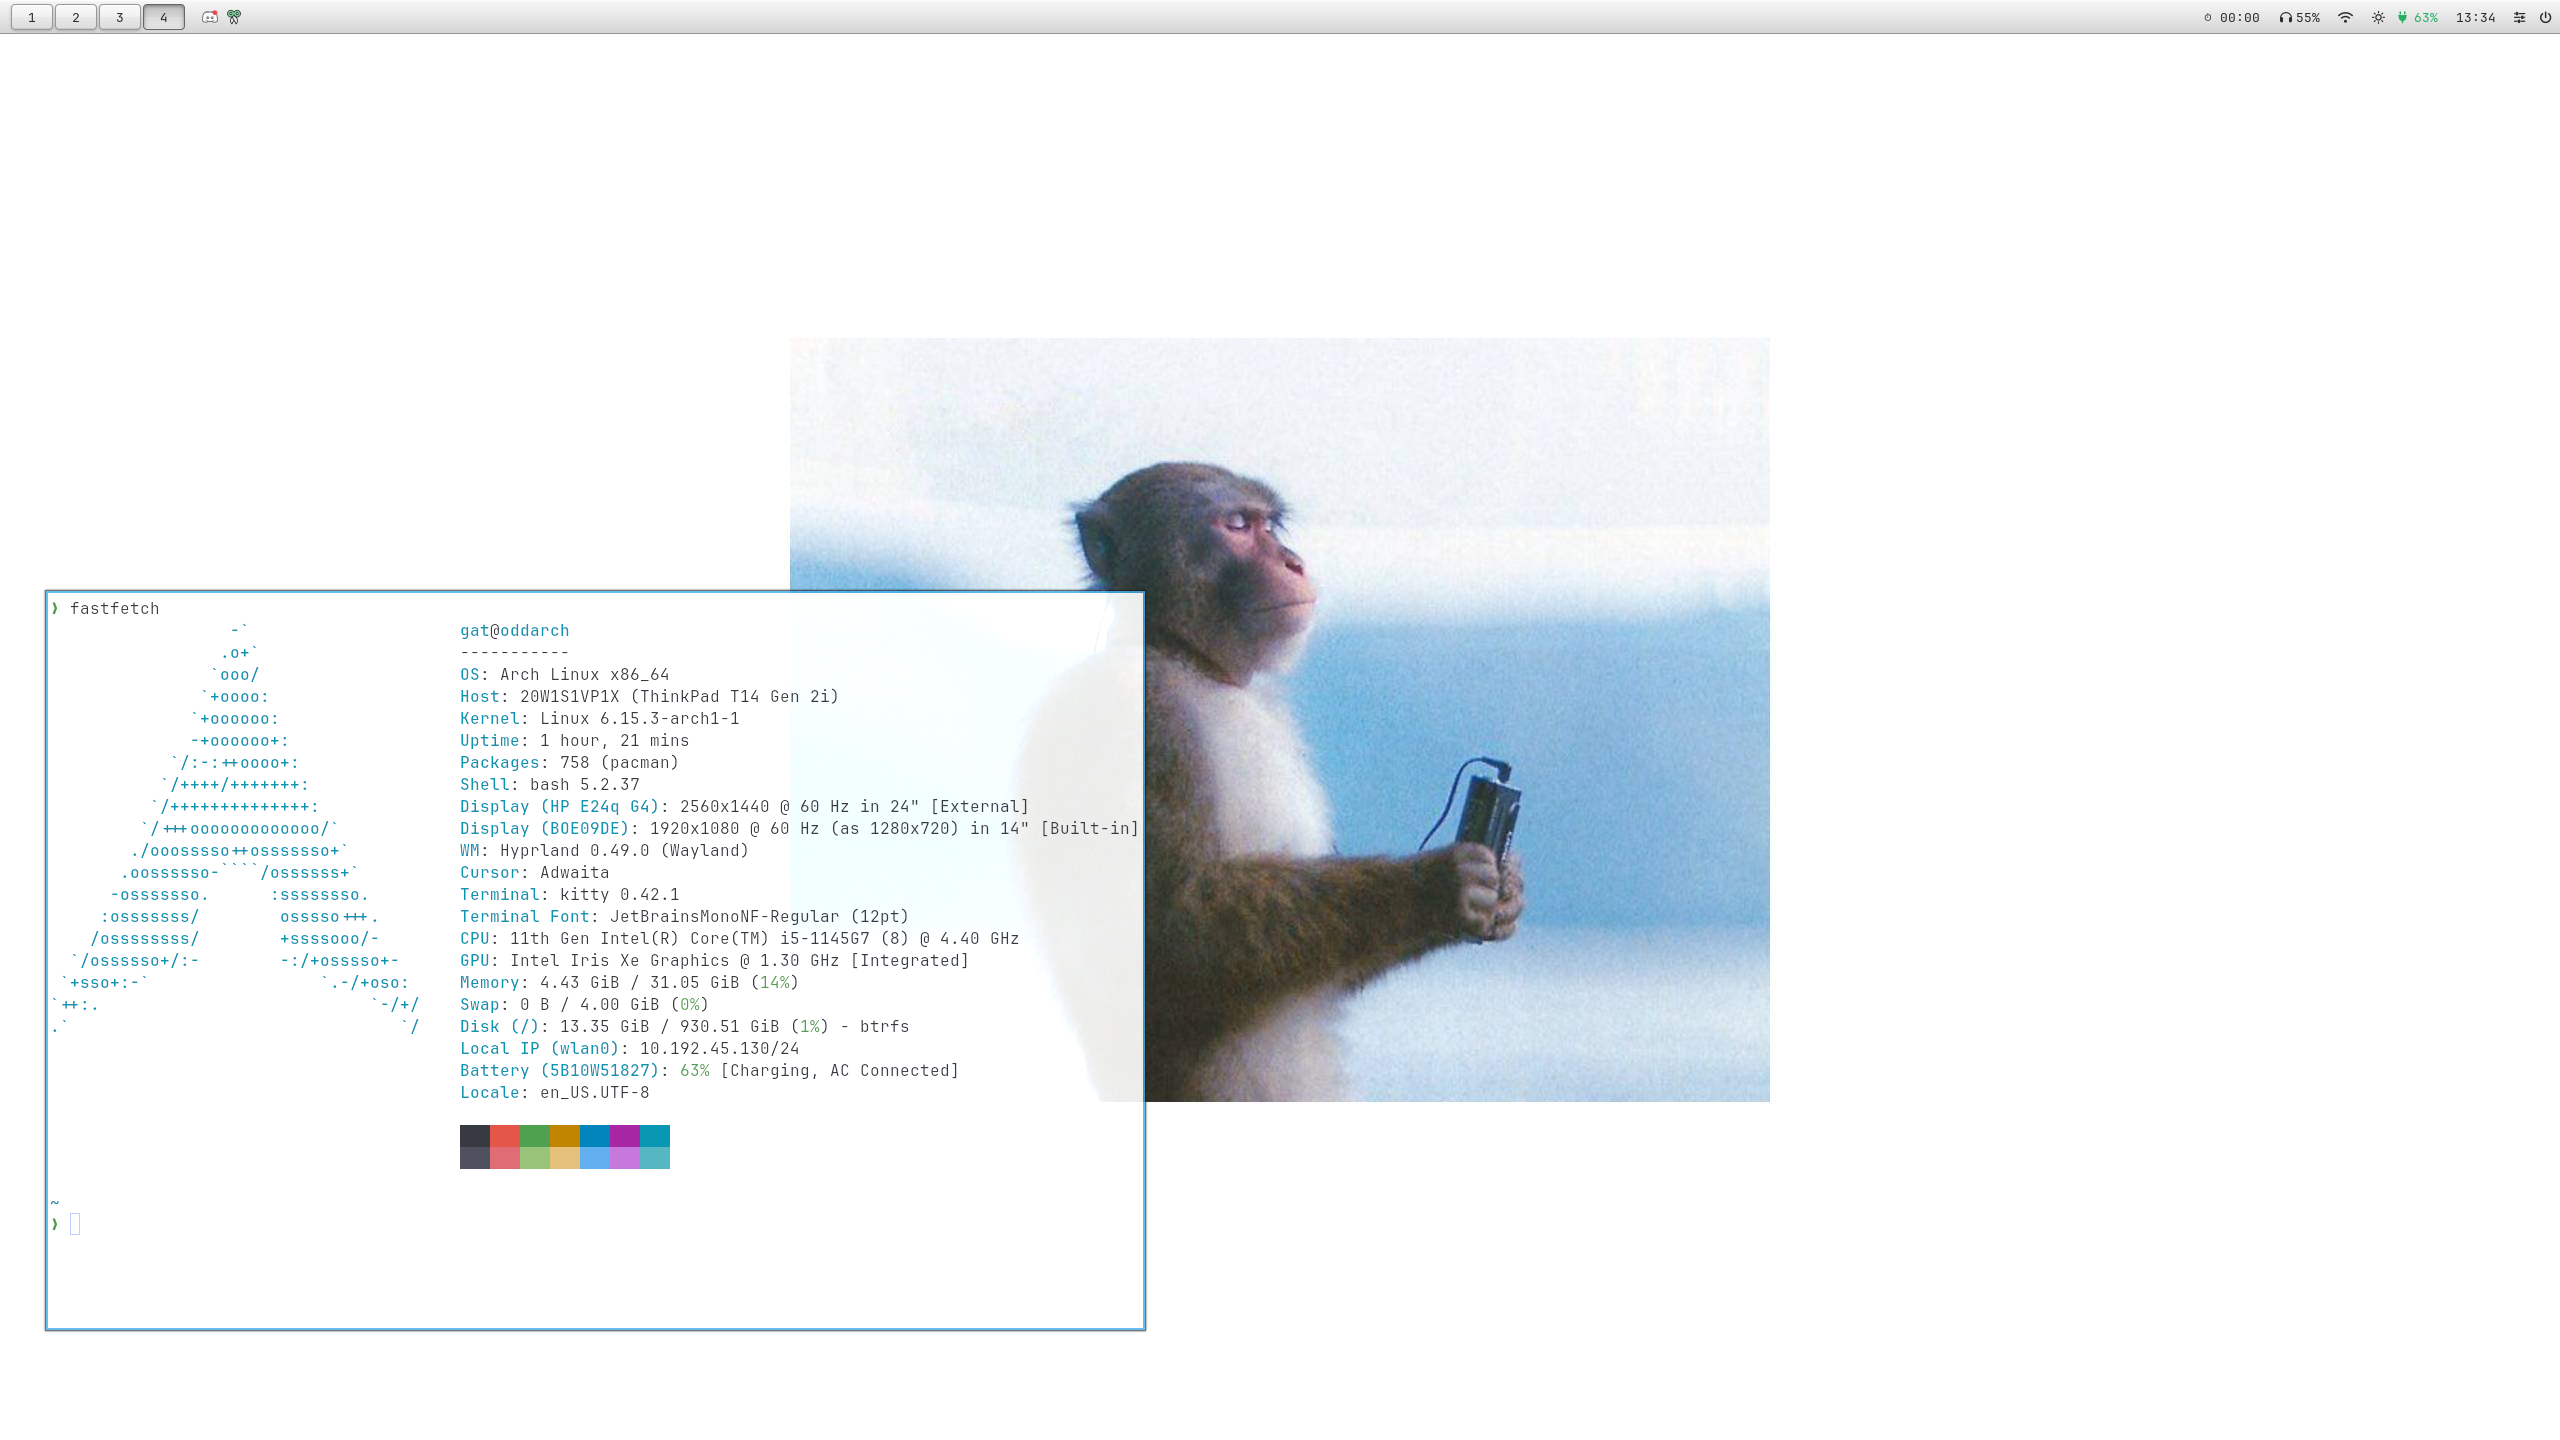 1 2 3 4 00:00 55% 63% 13:34
❯ fastfetch
                  -`                     gat@oddarch
                 .o+`                    -----------
                `ooo/                    OS: Arch Linux x86_64
               `+oooo:                   Host: 20W1S1VP1X (ThinkPad T14 Gen 2i)
              `+oooooo:                  Kernel: Linux 6.15.3-arch1-1
              -+oooooo+:                 Uptime: 1 hour, 21 mins
            `/:-:++oooo+:                Packages: 758 (pacman)
           `/++++/+++++++:               Shell: bash 5.2.37
          `/++++++++++++++:              Display (HP E24q G4): 2560x1440 @ 60 Hz in 24" [External]
         `/+++ooooooooooooo/`            Display (BOE09DE): 1920x1080 @ 60 Hz (as 1280x720) in 14" [Built-in]
        ./ooosssso++osssssso+`           WM: Hyprland 0.49.0 (Wayland)
       .oossssso-````/ossssss+`          Cursor: Adwaita
      -osssssso.      :ssssssso.         Terminal: kitty 0.42.1
     :osssssss/        osssso+++.        Terminal Font: JetBrainsMonoNF-Regular (12pt)
    /ossssssss/        +ssssooo/-        CPU: 11th Gen Intel(R) Core(TM) i5-1145G7 (8) @ 4.40 GHz
  `/ossssso+/:-        -:/+osssso+-      GPU: Intel Iris Xe Graphics @ 1.30 GHz [Integrated]
 `+sso+:-`                 `.-/+oso:     Memory: 4.43 GiB / 31.05 GiB (14%)
`++:.                           `-/+/    Swap: 0 B / 4.00 GiB (0%)
.`                                 `/    Disk (/): 13.35 GiB / 930.51 GiB (1%) - btrfs
                                         Local IP (wlan0): 10.192.45.130/24
                                         Battery (5B10W51827): 63% [Charging, AC Connected]
                                         Locale: en_US.UTF-8
~
❯